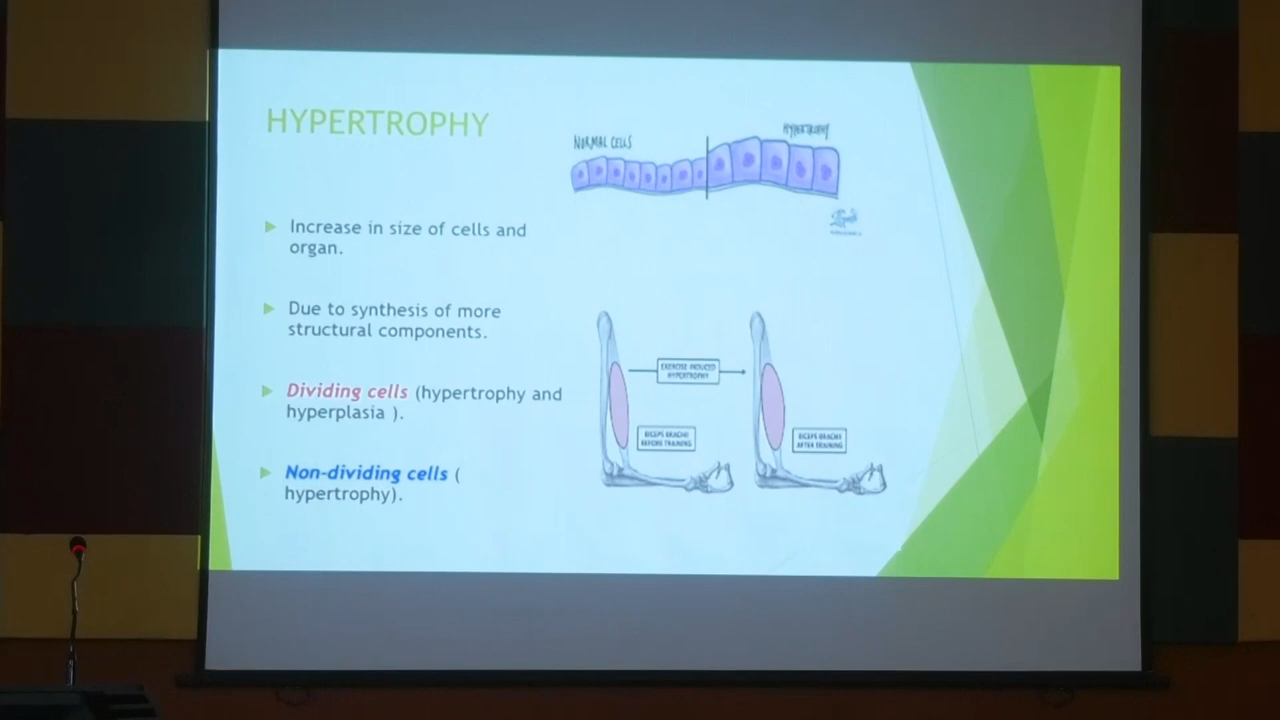 HYPERTROPHY
NORMAL CELLS
HYPERTROPHY
Increase in size of cells and
organ.
Due to synthesis of more
structural components.
Dividing cells (hypertrophy and
hyperplasia ).
Non-dividing cells (
hypertrophy).
EXERCISE INDUCED
HYPERTROPHY
BICEPS BRACHII
BEFORE TRAINING
BICEPS BRACHII
AFTER TRAINING